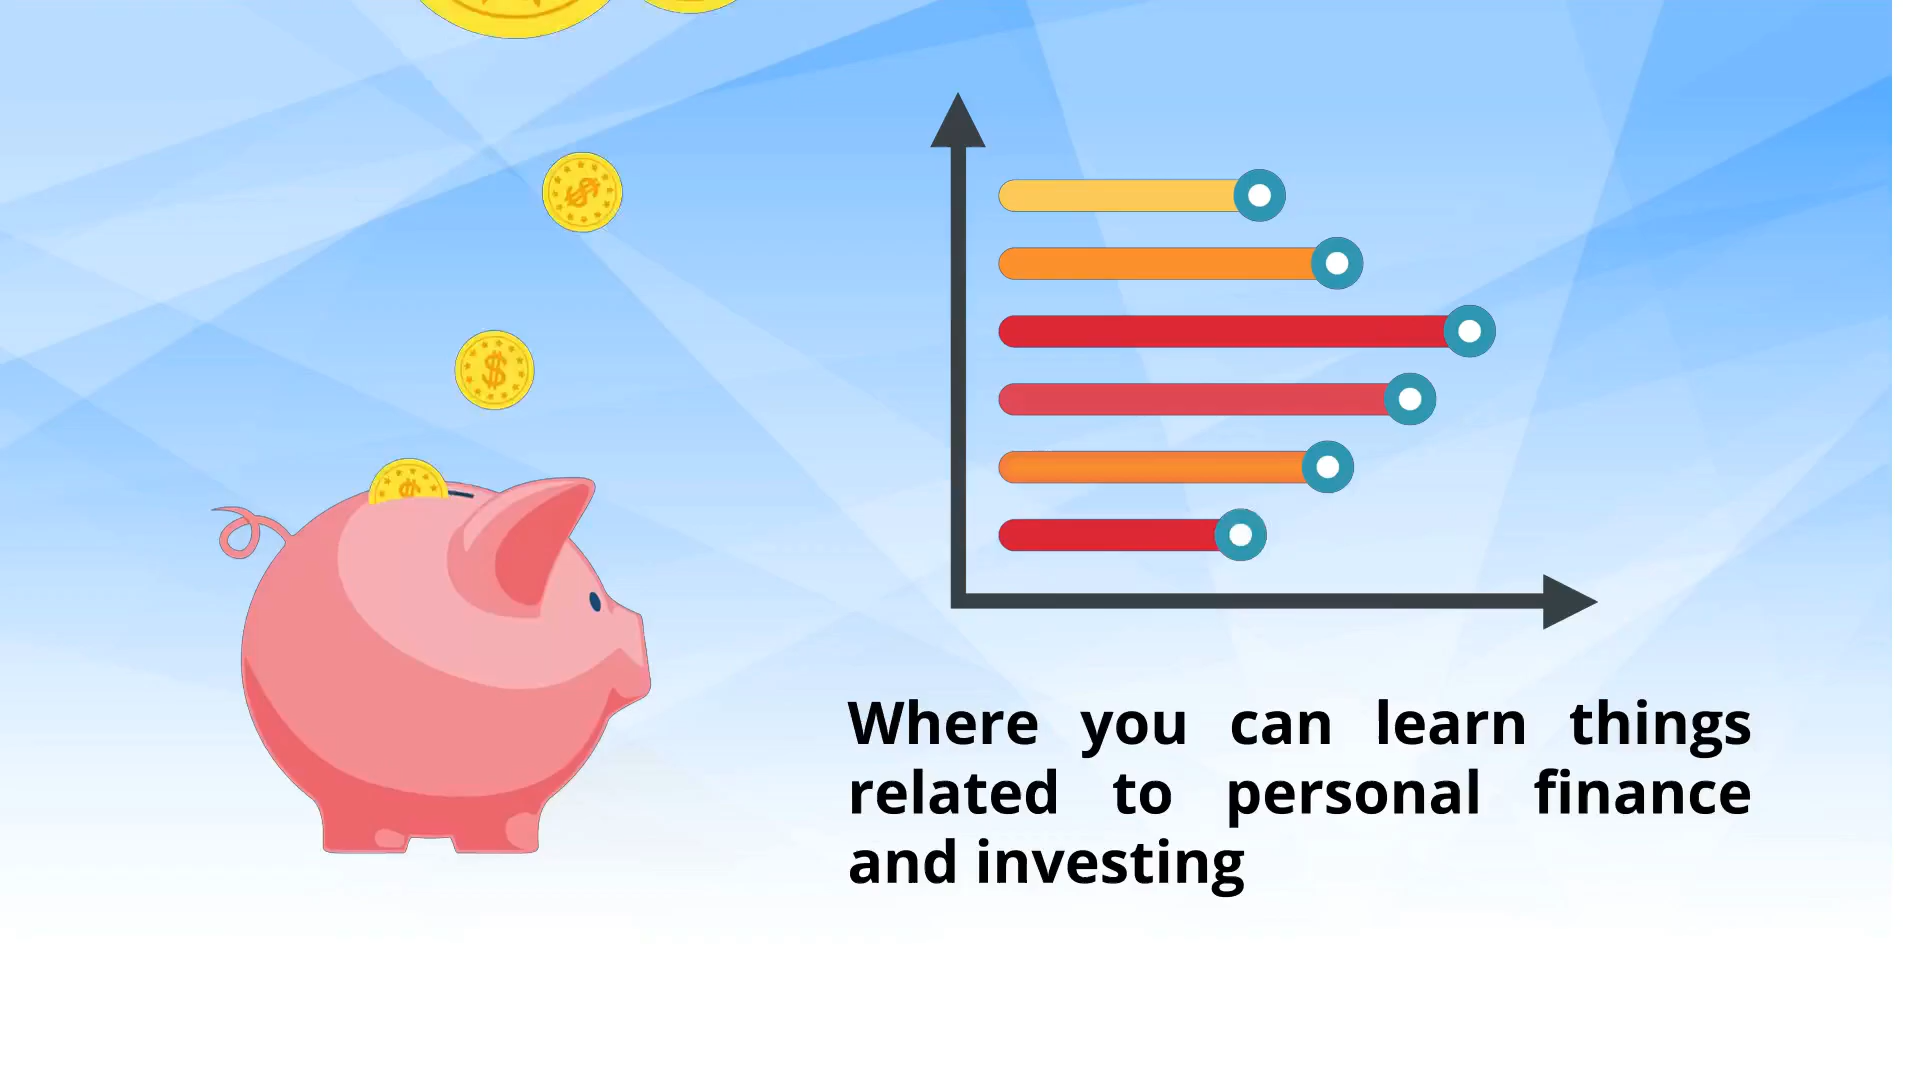 Where you can learn things
related to personal finance
and investing